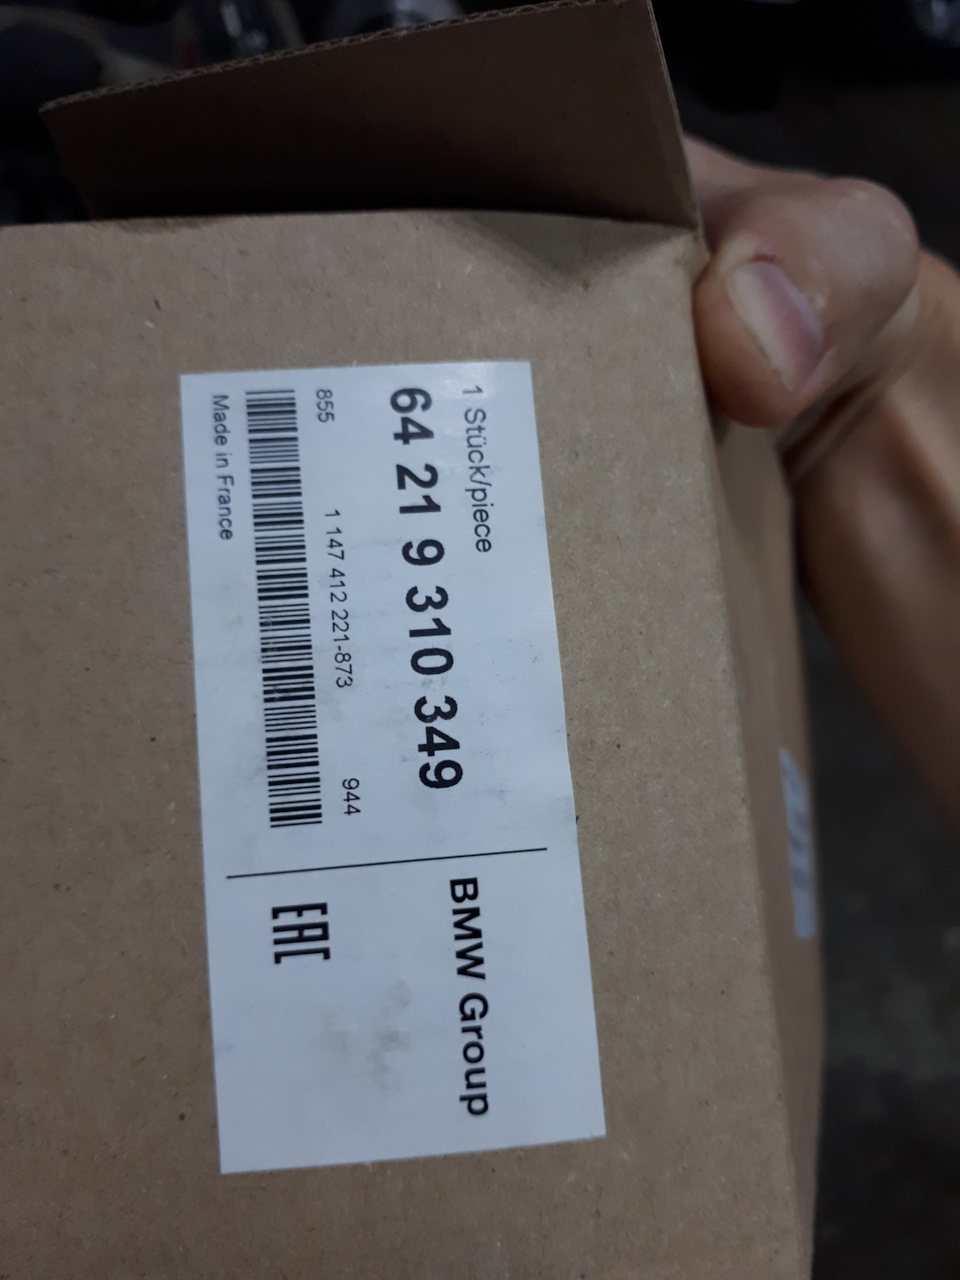 1 Stück/piece
64 21 9 310 349
855 1 147 412 221-873 944
Made in France
BMW Group
EAC